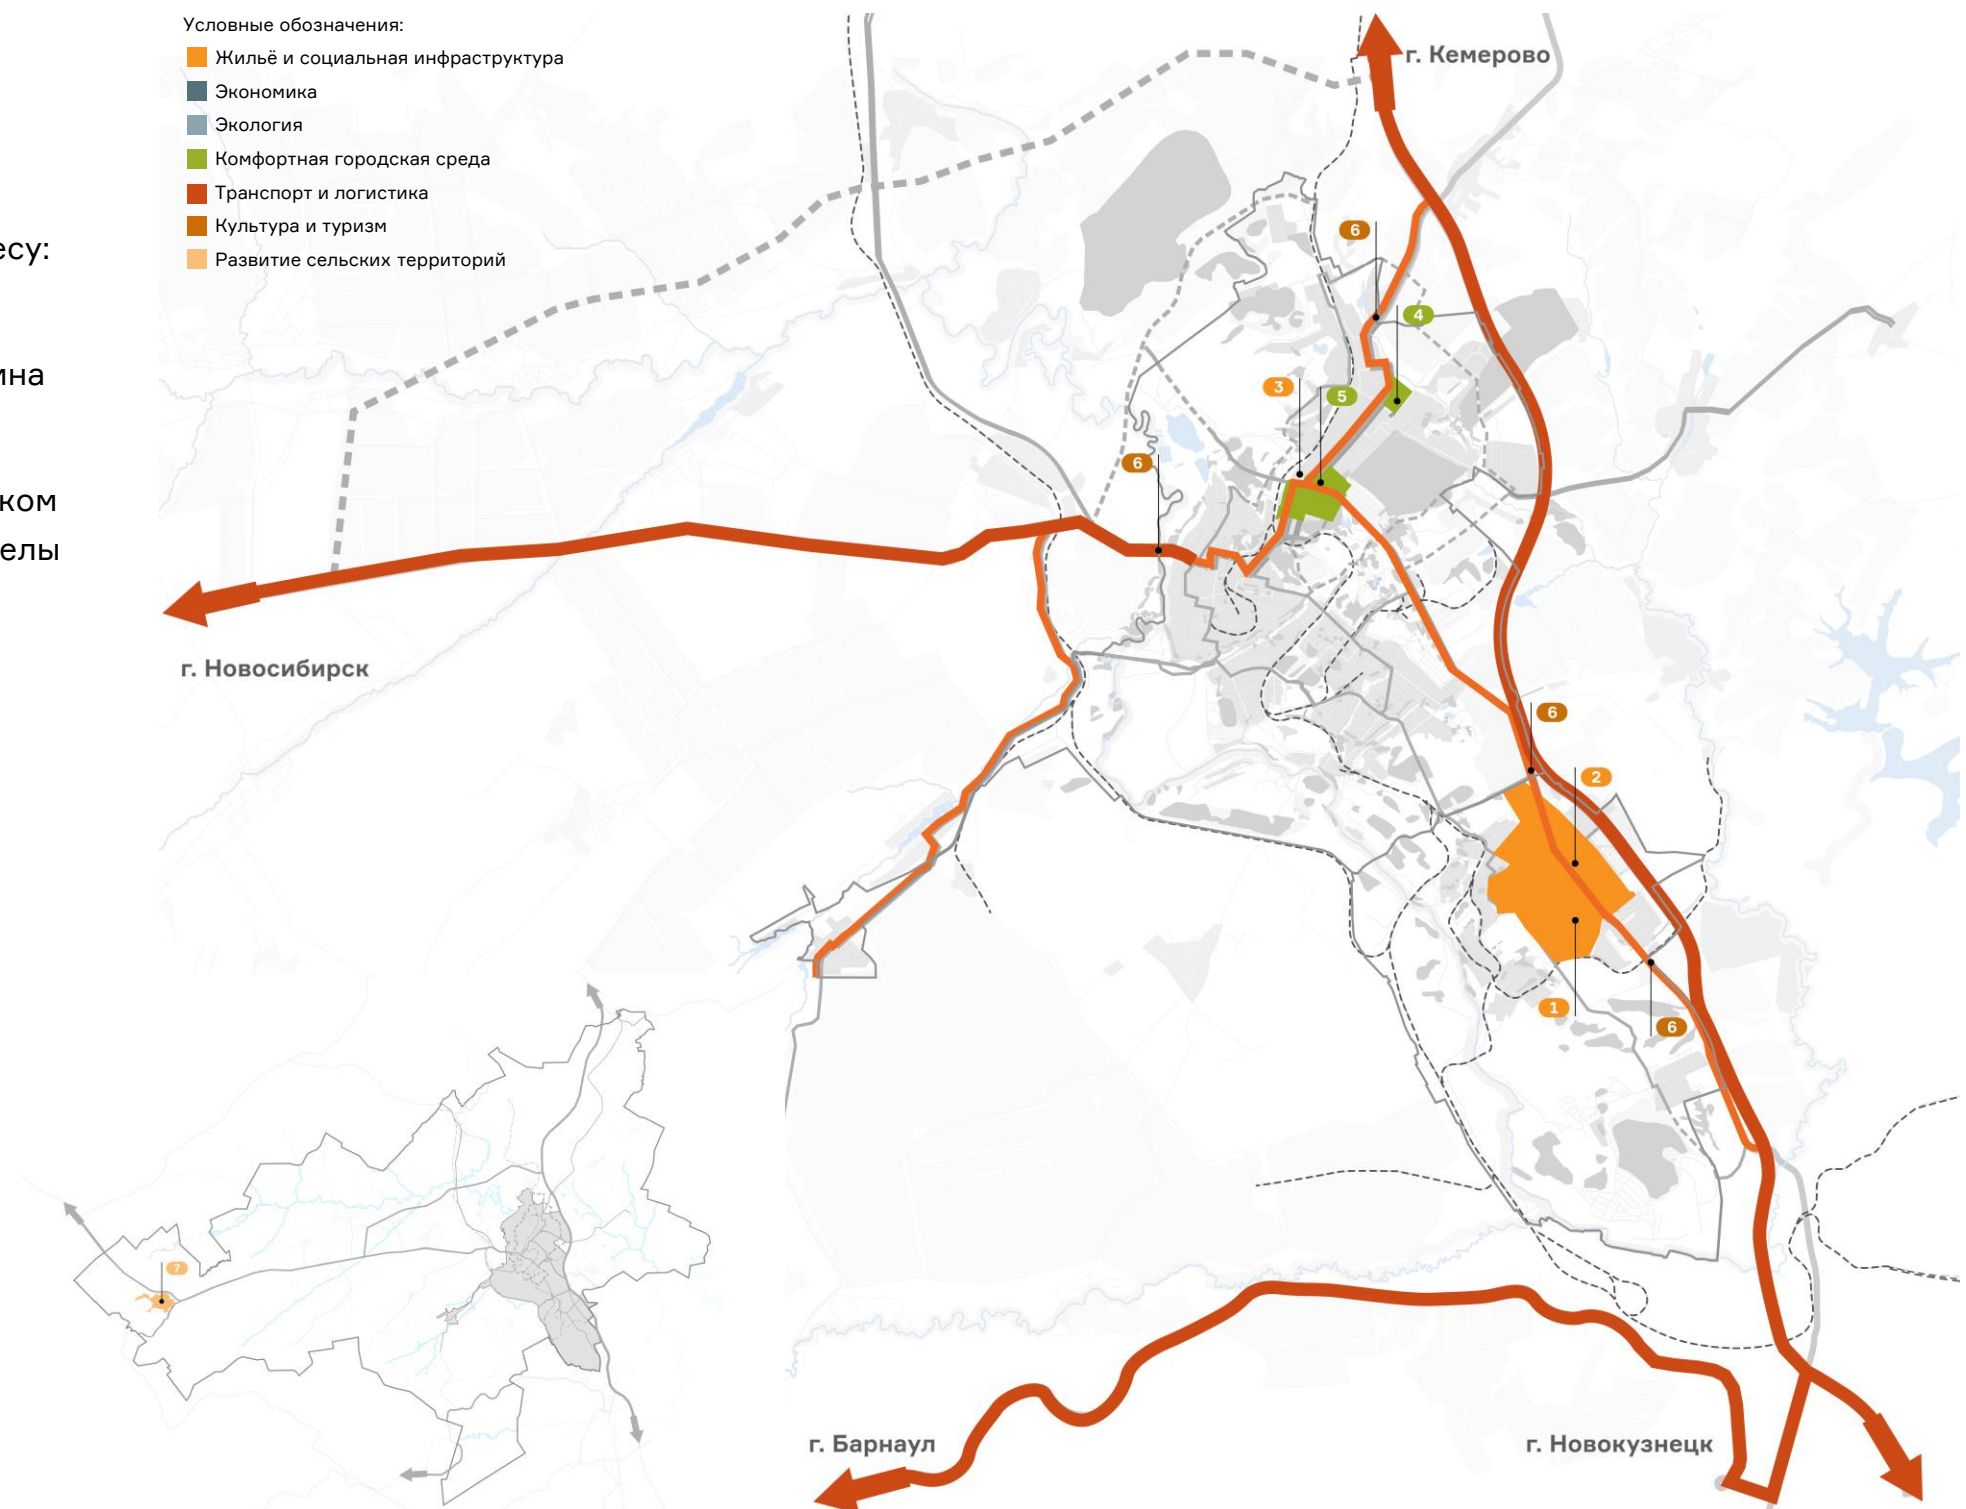 Условные обозначения:
Жильё и социальная инфраструктура
Экономика
Экология
Комфортная городская среда
Транспорт и логистика
Культура и туризм
Развитие сельских территорий
есу:
ина
ком
елы
г. Кемерово
6
4
3
5
6
г. Новосибирск
6
2
1
6
7
г. Барнаул
г. Новокузнецк